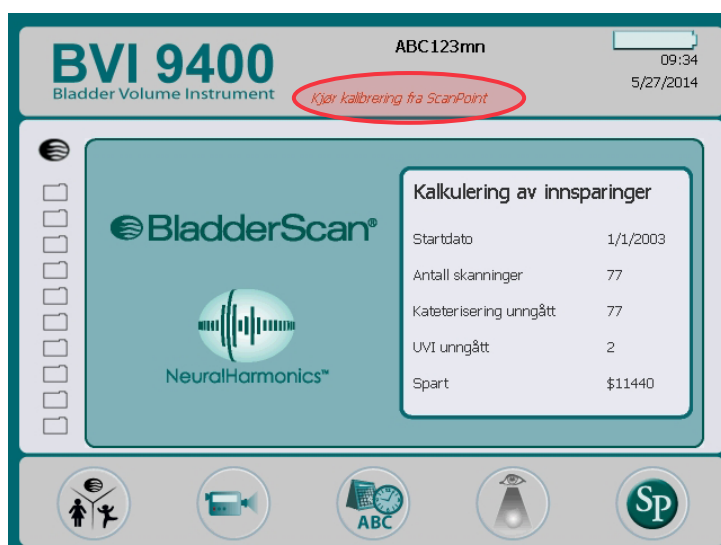 BVI 9400
Bladder Volume Instrument
ABC123mn
Kjør kalibrering fra ScanPoint
09:34
5/27/2014
BladderScan®
NeuralHarmonics™
Kalkulering av innsparinger
Startdato 1/1/2003
Antall skanninger 77
Kateterisering unngått 77
UVI unngått 2
Spart $11440
ABC
SP